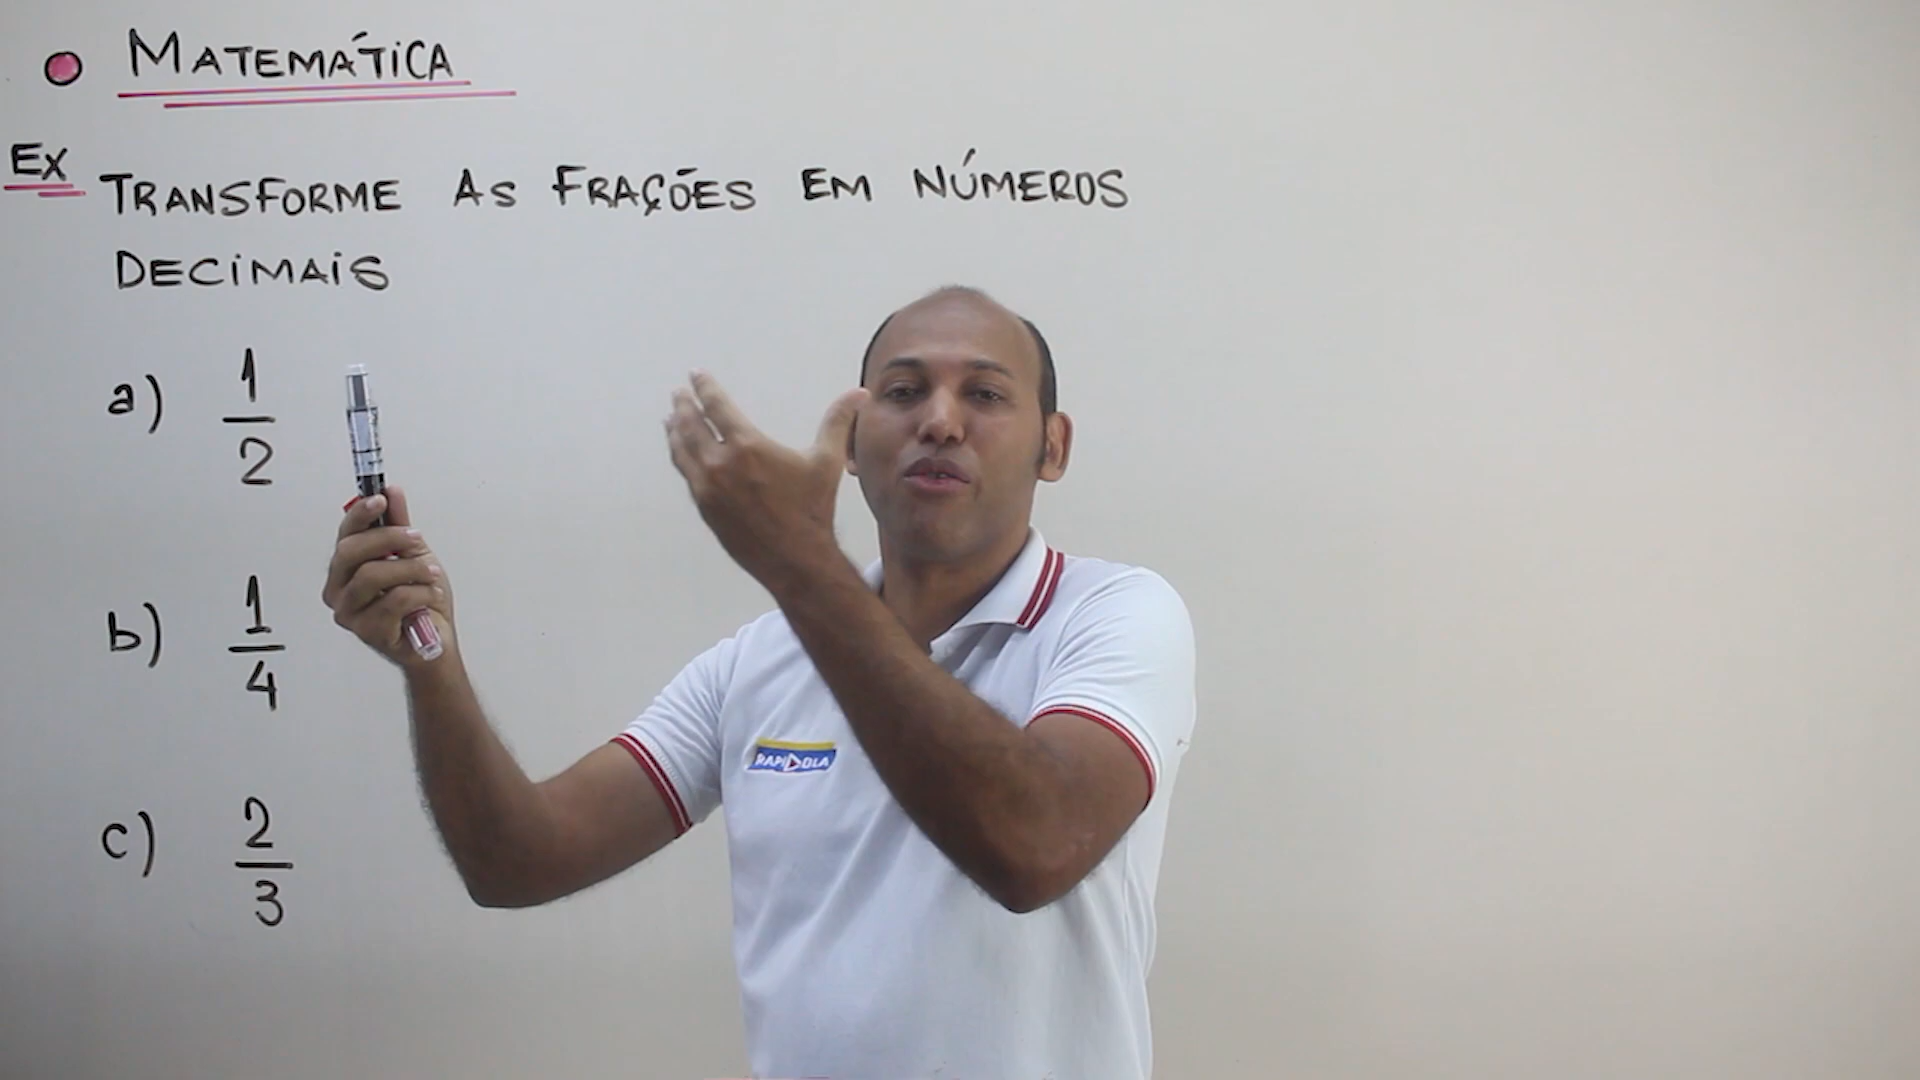 MATEMÁTICA
EX
TRANSFORME AS FRAÇÕES EM NÚMEROS
DECIMAIS
a) 1
2
b) 1
4
c) 2
3
RAPIDOLA